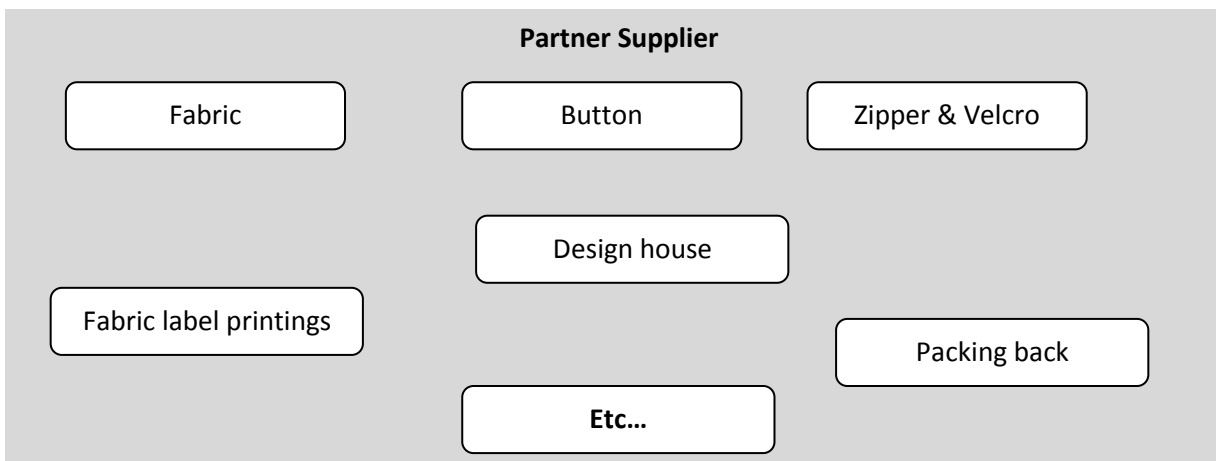 Partner Supplier
Fabric
Button
Zipper & Velcro
Design house
Fabric label printings
Packing back
Etc...